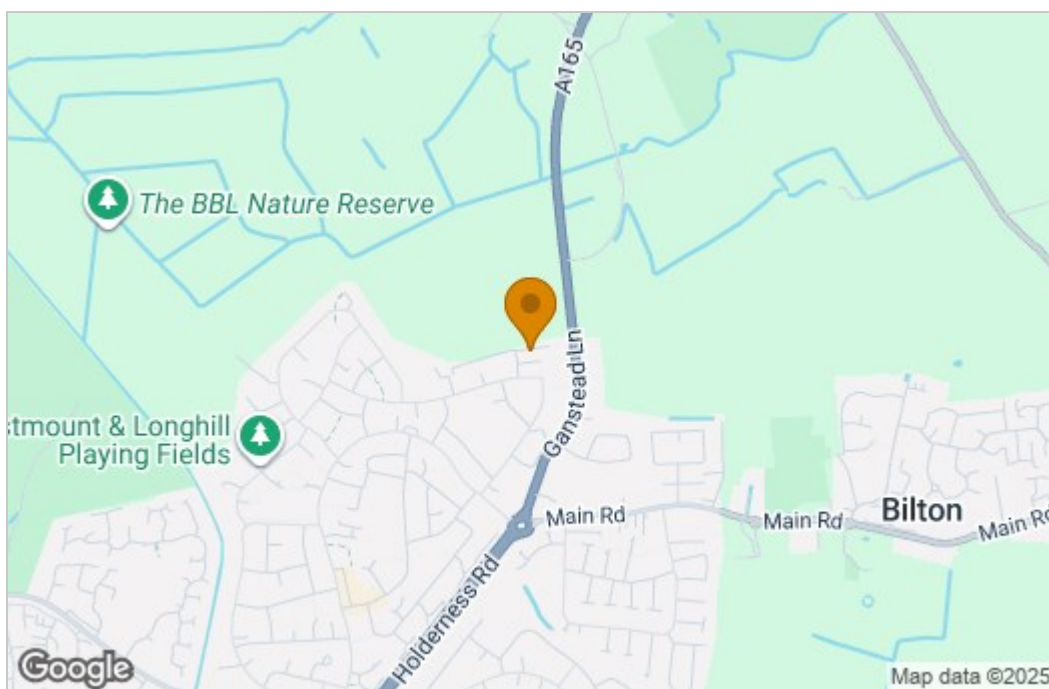 A165
The BBL Nature Reserve
Ganstead Ln
stmount & Longhill
Playing Fields
Main Rd
Main Rd
Bilton
Main Rd
Holderness Rd
Google
Map data ©2025